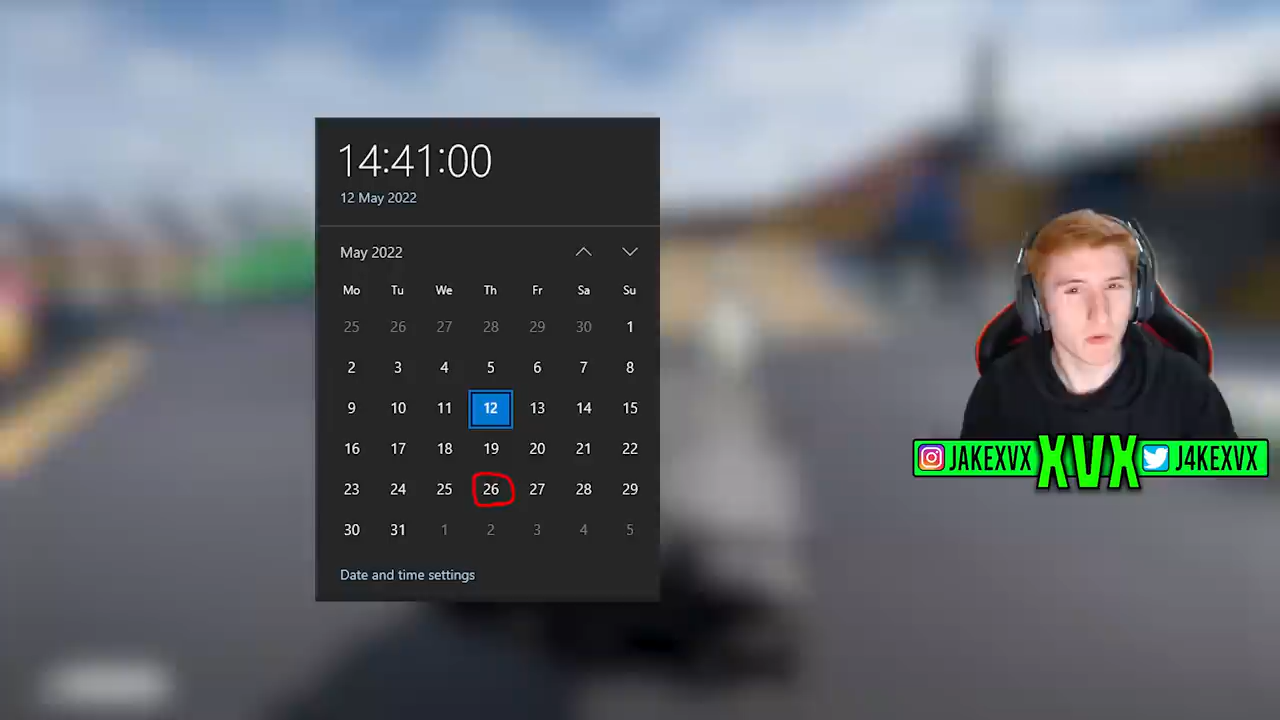 14:41:00
12 May 2022
May 2022
Mo Tu We Th Fr Sa Su
25 26 27 28 29 30 1
2 3 4 5 6 7 8
9 10 11 12 13 14 15
16 17 18 19 20 21 22
23 24 25 26 27 28 29
30 31 1 2 3 4 5
Date and time settings
JAKEXVX XVX J4KEXVX